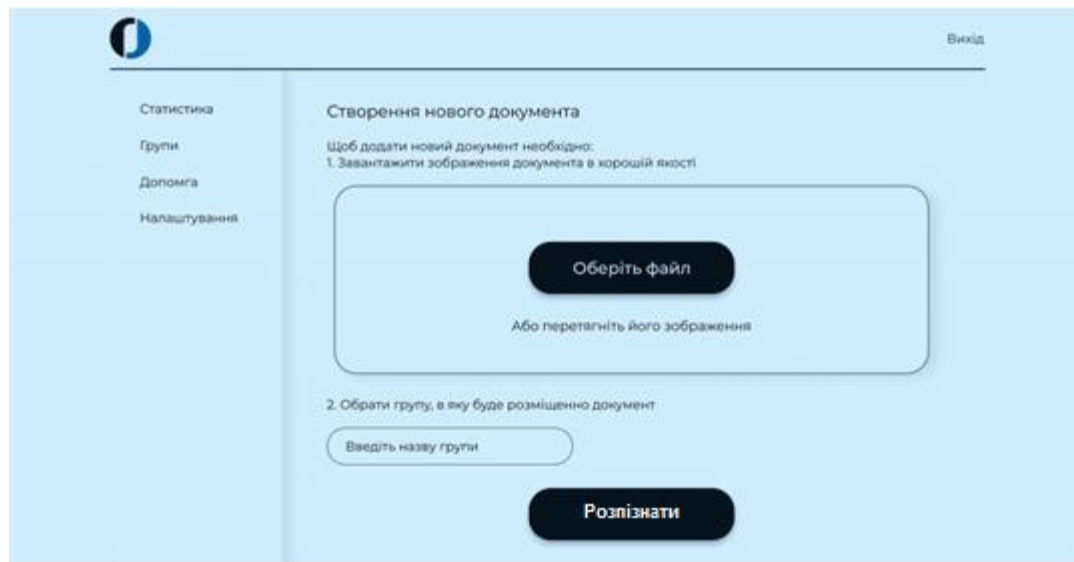 Вихід
Статистика
Групи
Допомга
Налаштування
Створення нового документа
Щоб додати новий документ необхідно:
1. Завантажити зображення документа в хорошій якості
Оберіть файл
Або перетягніть його зображення
2. Обрати групу, в яку буде розміщенно документ
Введіть назву групи
Розпізнати